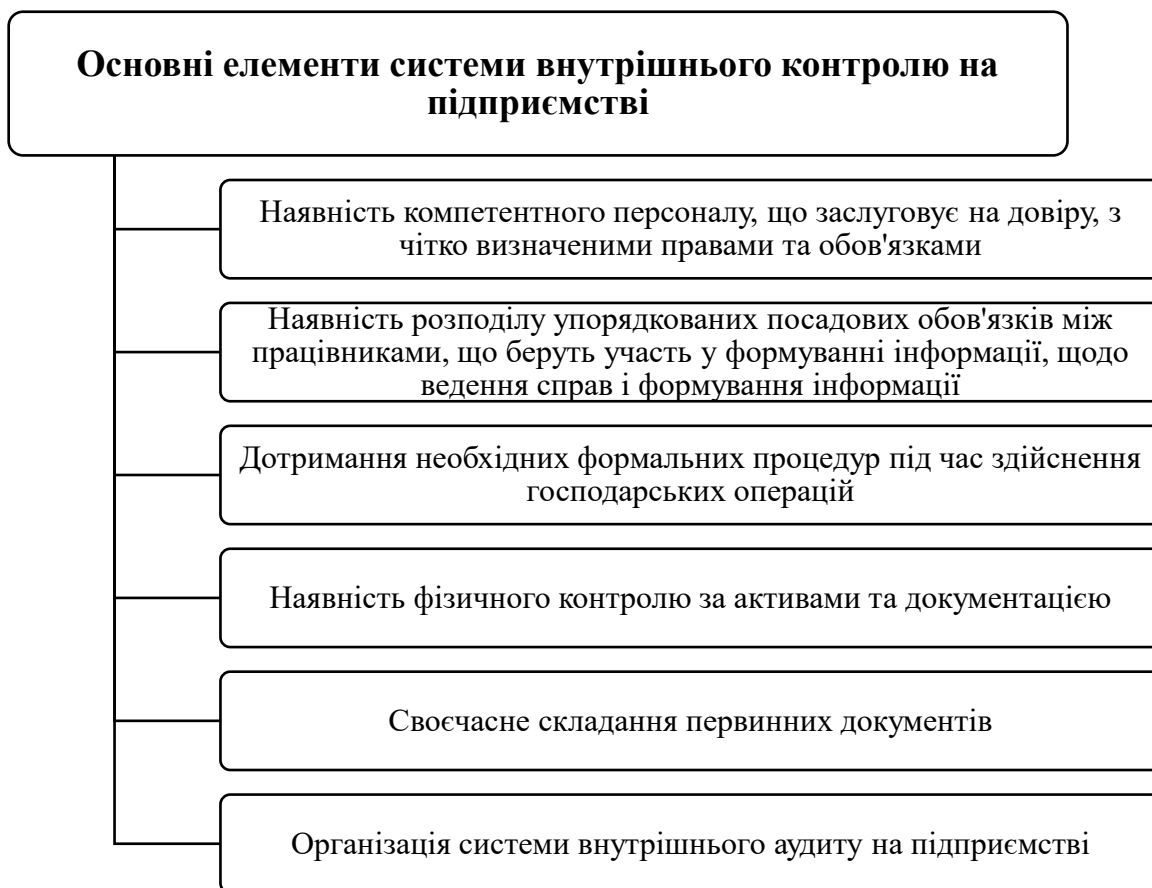 Основні елементи системи внутрішнього контролю на
підприємстві
Наявність компетентного персоналу, що заслуговує на довіру, з
чітко визначеними правами та обов'язками
Наявність розподілу упорядкованих посадових обов'язків між
працівниками, що беруть участь у формуванні інформації, щодо
ведення справ і формування інформації
Дотримання необхідних формальних процедур під час здійснення
господарських операцій
Наявність фізичного контролю за активами та документацією
Своєчасне складання первинних документів
Організація системи внутрішнього аудиту на підприємстві